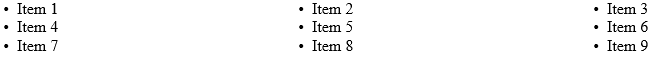 • Item 1 • Item 2 • Item 3
• Item 4 • Item 5 • Item 6
• Item 7 • Item 8 • Item 9